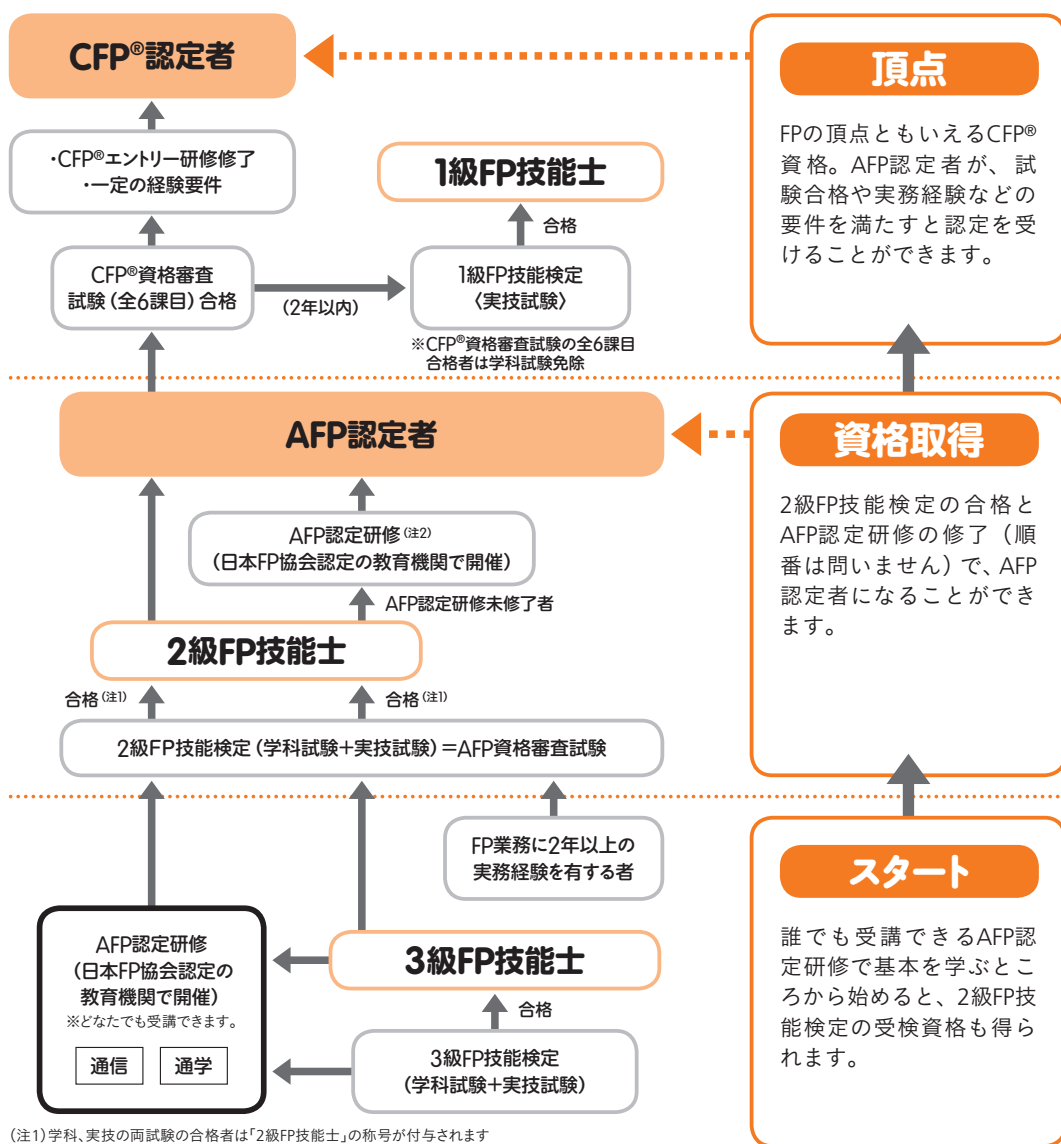 CFP®認定者
頂点
FPの頂点ともいえるCFP®
資格。AFP認定者が、試
験合格や実務経験などの
要件を満たすと認定を受
けることができます。
・CFP®エントリー研修修了
・一定の経験要件
1級FP技能士
合格
CFP®資格審査
試験(全6課目)合格
(2年以内)
1級FP技能検定
〈実技試験〉
※CFP®資格審査試験の全6課目
合格者は学科試験免除
AFP認定者
資格取得
2級FP技能検定の合格と
AFP認定研修の修了(順
番は問いません)で、AFP
認定者になることができ
ます。
AFP認定研修(注2)
(日本FP協会認定の教育機関で開催)
AFP認定研修未修了者
2級FP技能士
合格(注1)
合格(注1)
2級FP技能検定(学科試験+実技試験)=AFP資格審査試験
FP業務に2年以上の
実務経験を有する者
スタート
誰でも受講できるAFP認
定研修で基本を学ぶとこ
ろから始めると、2級FP技
能検定の受検資格も得ら
れます。
AFP認定研修
(日本FP協会認定の
教育機関で開催)
※どなたでも受講できます。
通信
通学
3級FP技能士
合格
3級FP技能検定
(学科試験+実技試験)
(注1)学科、実技の両試験の合格者は「2級FP技能士」の称号が付与されます